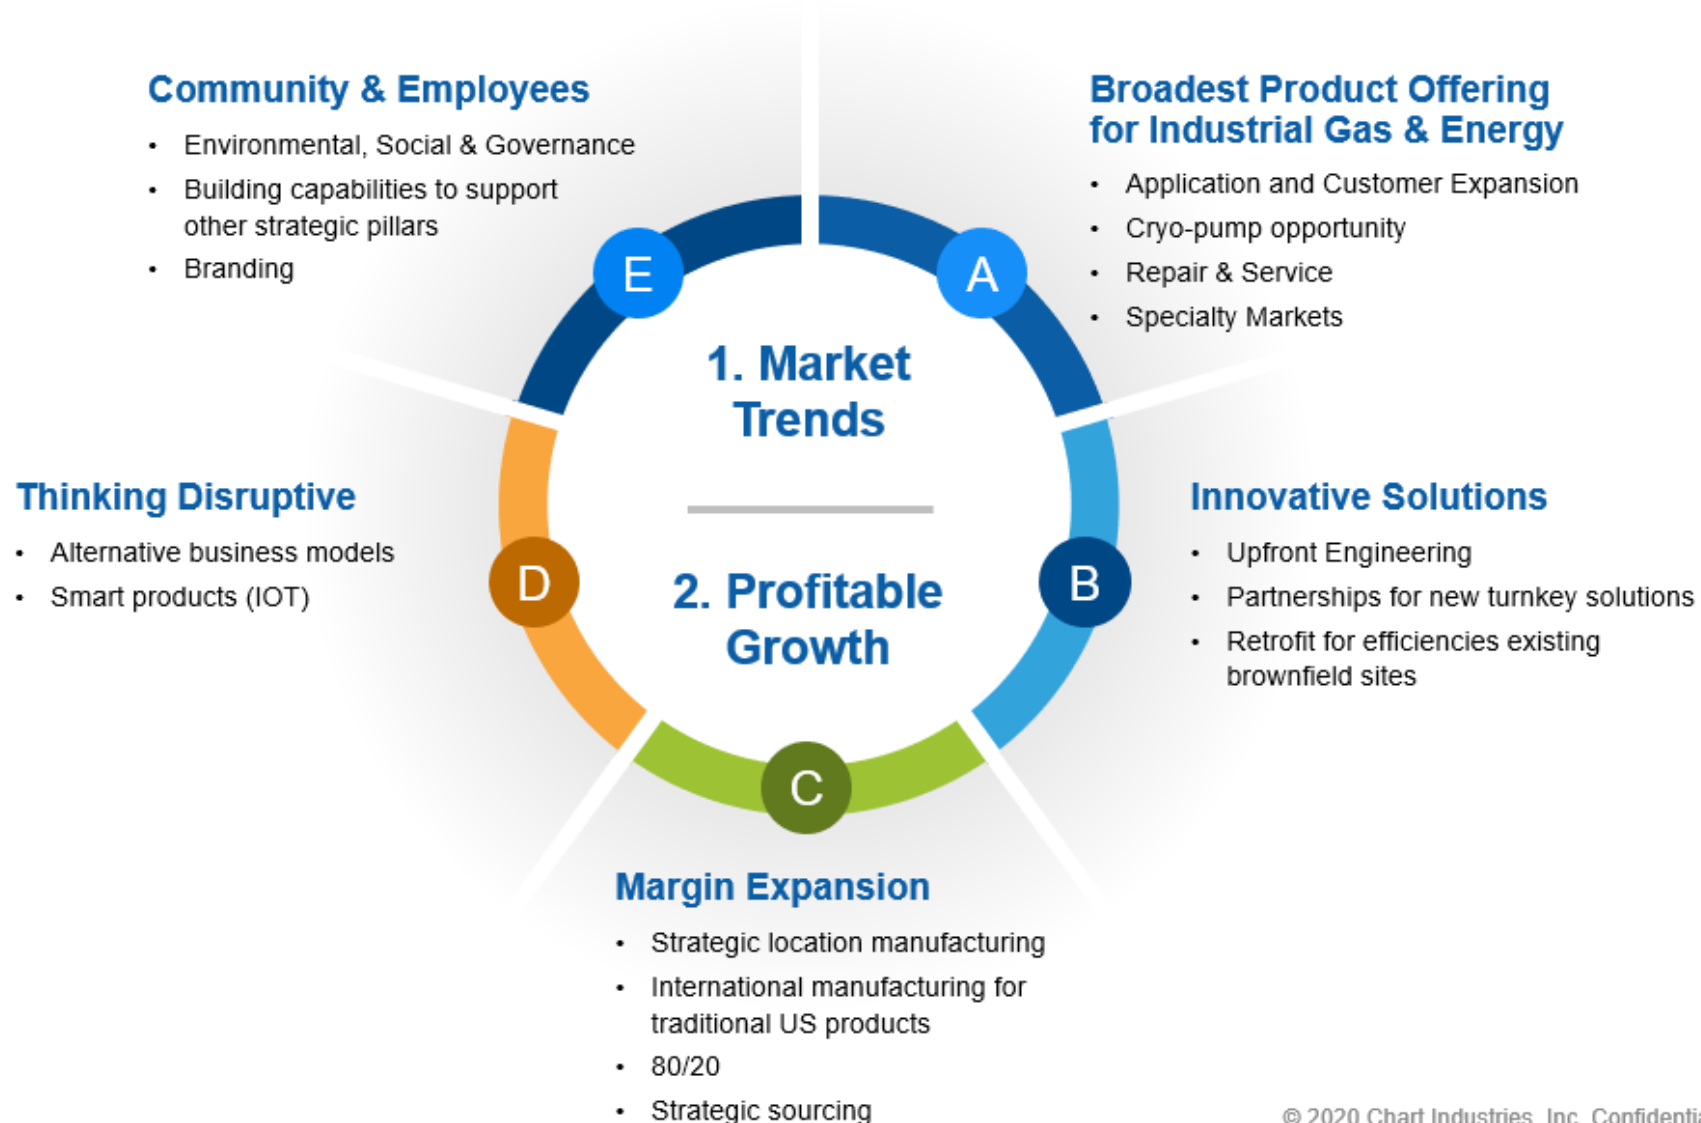 Community & Employees
• Environmental, Social & Governance
• Building capabilities to support
other strategic pillars
• Branding
Broadest Product Offering
for Industrial Gas & Energy
• Application and Customer Expansion
• Cryo-pump opportunity
• Repair & Service
• Specialty Markets
E
A
1. Market
Trends
2. Profitable
Growth
Thinking Disruptive
• Alternative business models
• Smart products (IOT)
D
B
Innovative Solutions
• Upfront Engineering
• Partnerships for new turnkey solutions
• Retrofit for efficiencies existing
brownfield sites
C
Margin Expansion
• Strategic location manufacturing
• International manufacturing for
traditional US products
• 80/20
• Strategic sourcing
© 2020 Chart Industries, Inc. Confidentia